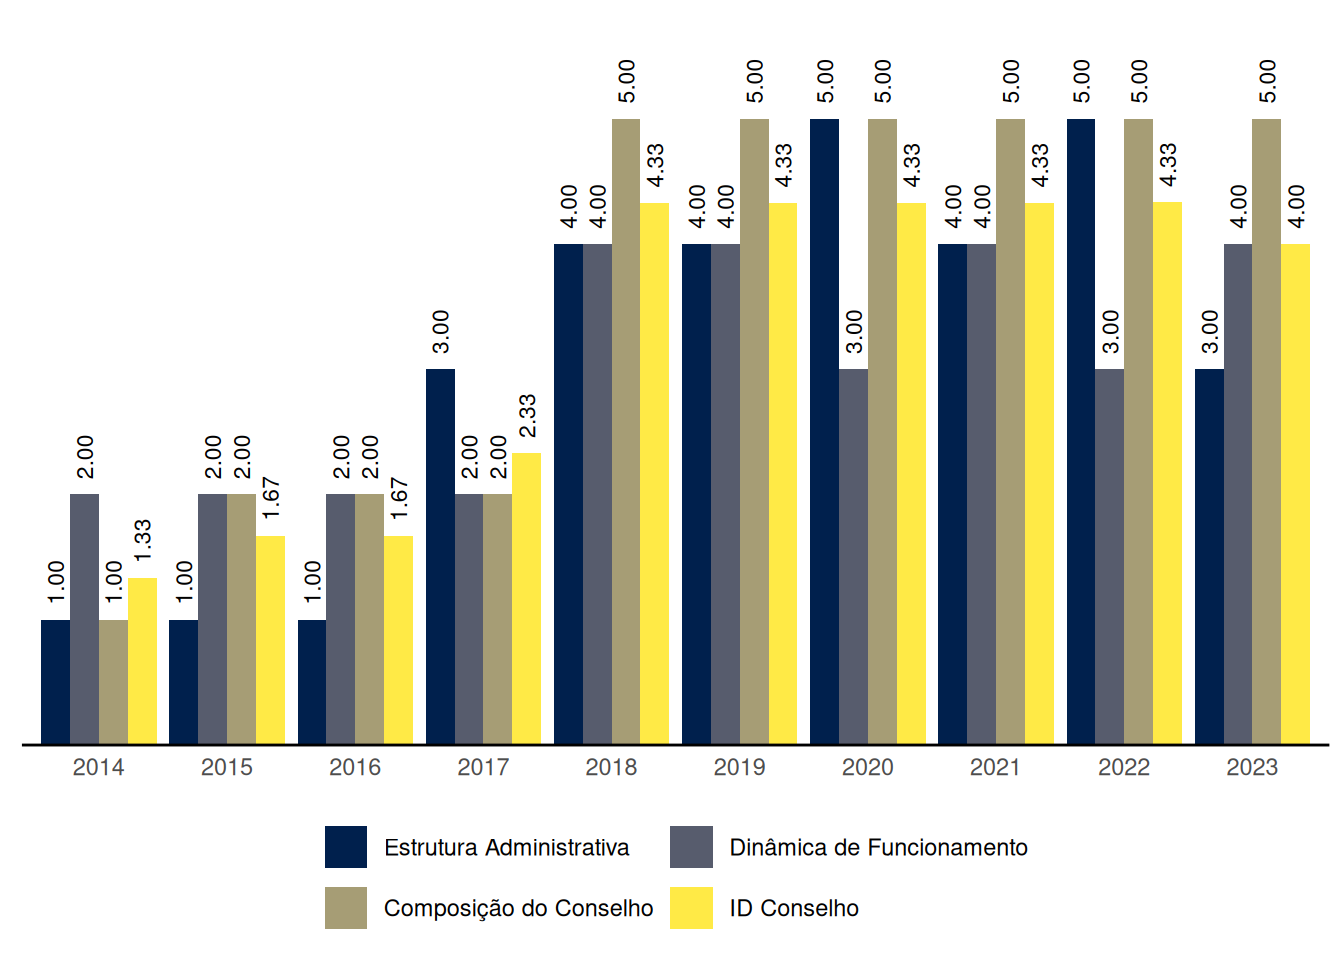 1.00 2.00 1.00 1.33
1.00 2.00 2.00 1.67
1.00 2.00 2.00 1.67
3.00 2.00 2.00 2.33
4.00 4.00 5.00 4.33
4.00 4.00 5.00 4.33
5.00 3.00 5.00 4.33
4.00 4.00 5.00 4.33
5.00 3.00 5.00 4.33
3.00 4.00 5.00 4.00
2014 2015 2016 2017 2018 2019 2020 2021 2022 2023
Estrutura Administrativa Dinâmica de Funcionamento
Composição do Conselho ID Conselho